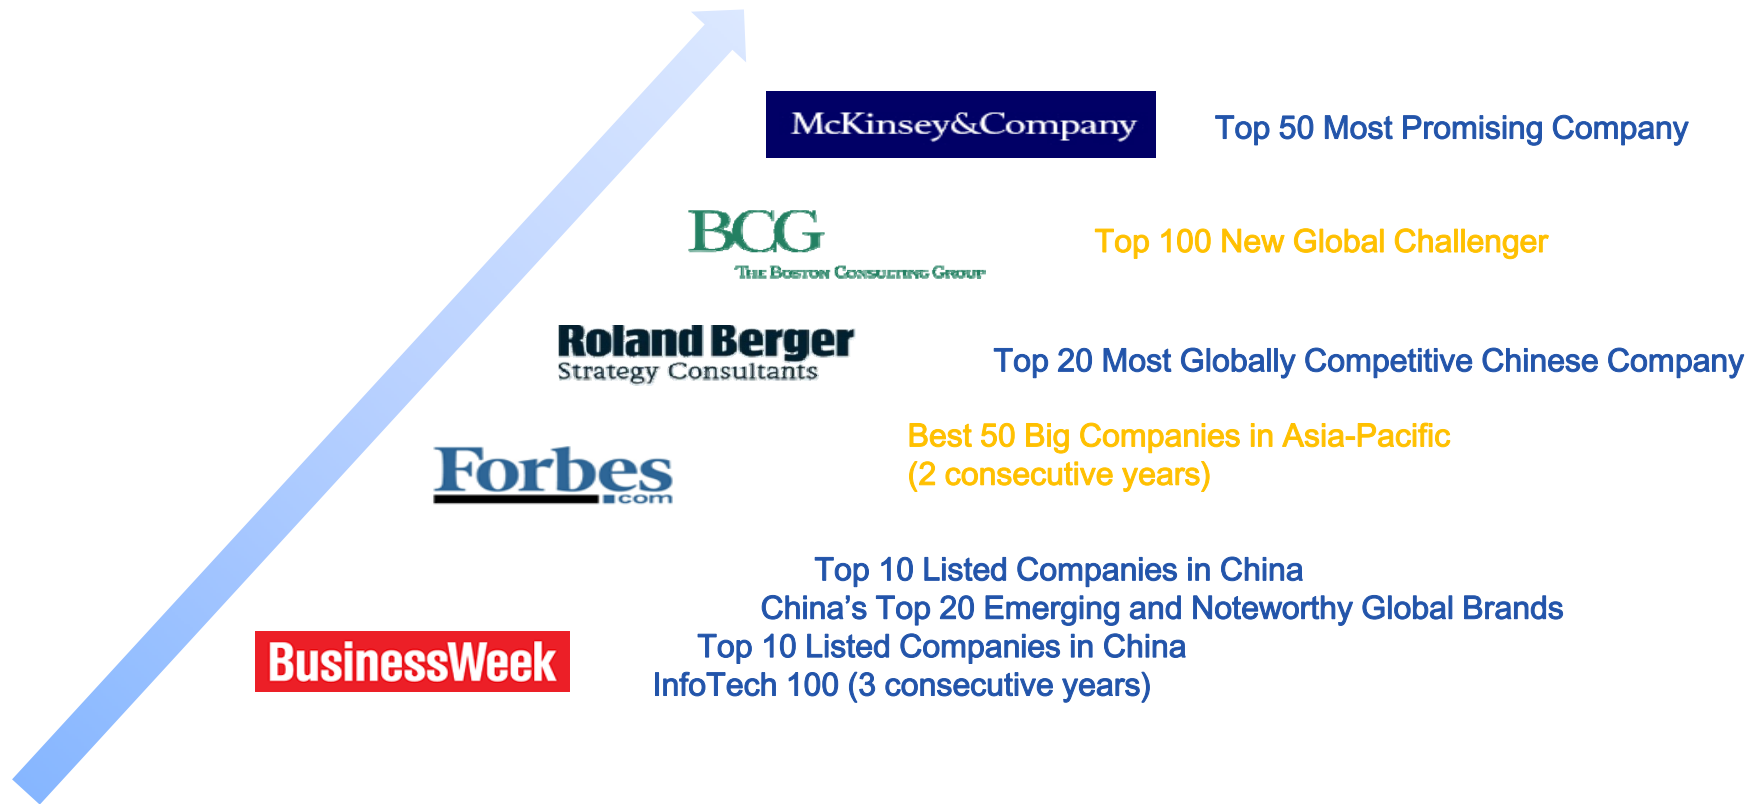 McKinsey&Company
Top 50 Most Promising Company
BCG
THE BOSTON CONSULTING GROUP
Top 100 New Global Challenger
Roland Berger
Strategy Consultants
Top 20 Most Globally Competitive Chinese Company
Forbes
.com
Best 50 Big Companies in Asia-Pacific
(2 consecutive years)
Top 10 Listed Companies in China
China’s Top 20 Emerging and Noteworthy Global Brands
BusinessWeek
Top 10 Listed Companies in China
InfoTech 100 (3 consecutive years)